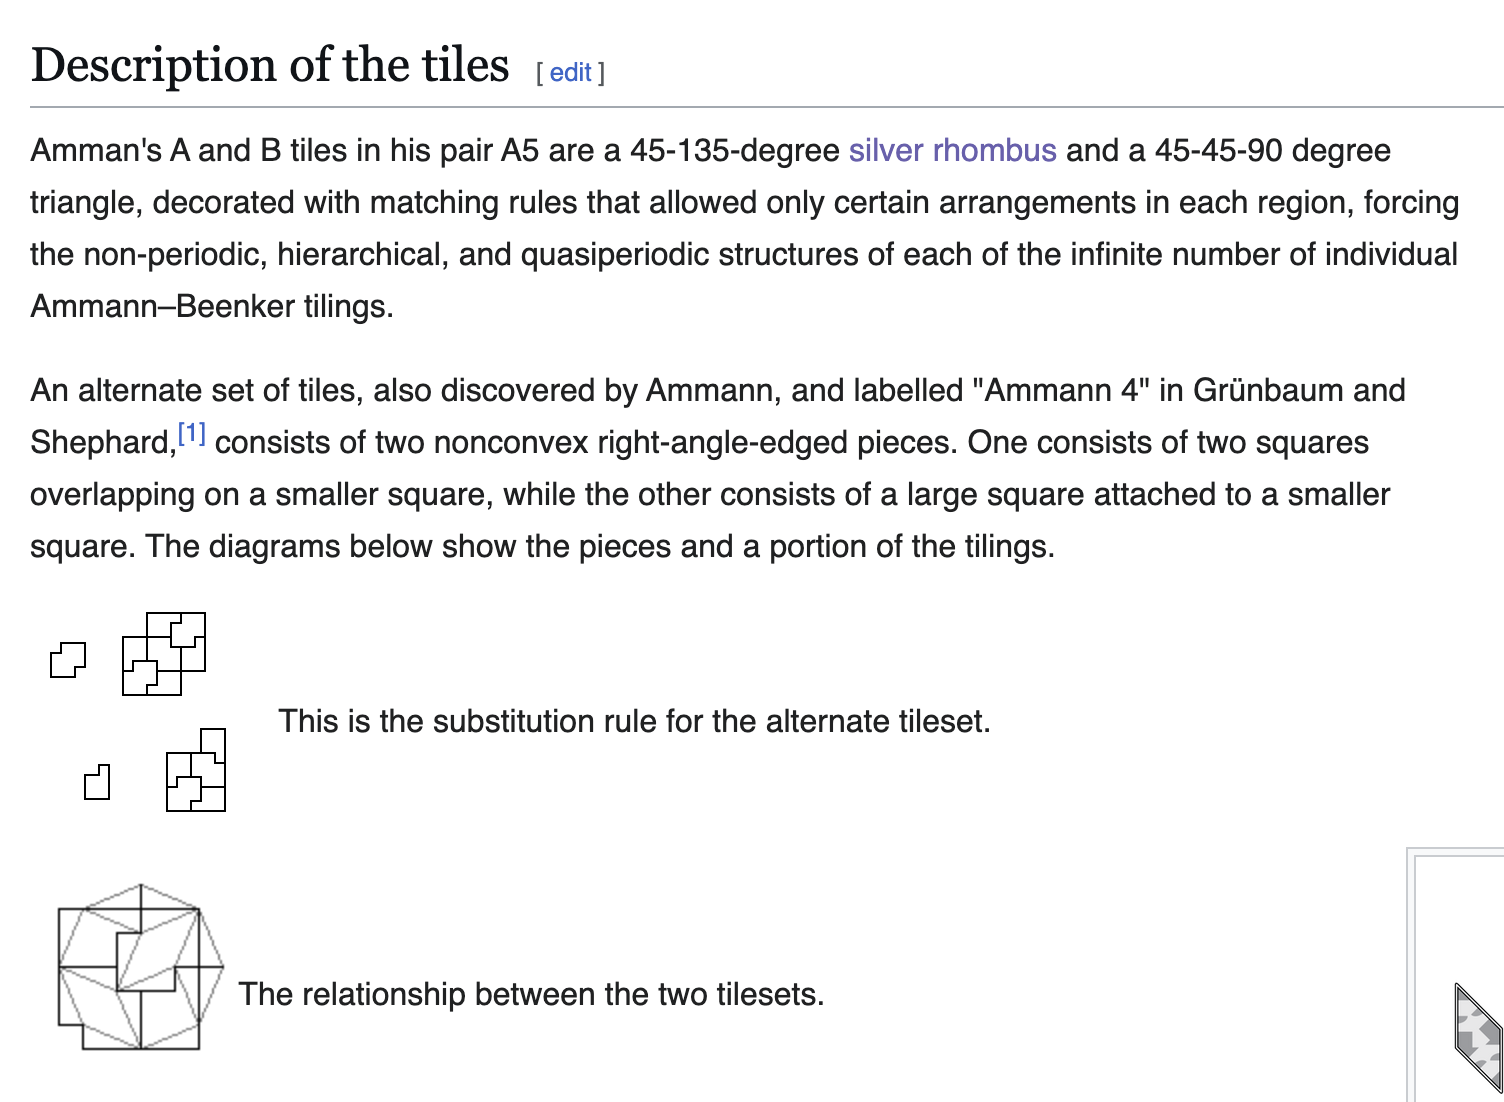 Description of the tiles [ edit ]
Amman's A and B tiles in his pair A5 are a 45-135-degree silver rhombus and a 45-45-90 degree
triangle, decorated with matching rules that allowed only certain arrangements in each region, forcing
the non-periodic, hierarchical, and quasiperiodic structures of each of the infinite number of individual
Ammann–Beenker tilings.
An alternate set of tiles, also discovered by Ammann, and labelled "Ammann 4" in Grünbaum and
Shephard,[1] consists of two nonconvex right-angle-edged pieces. One consists of two squares
overlapping on a smaller square, while the other consists of a large square attached to a smaller
square. The diagrams below show the pieces and a portion of the tilings.
This is the substitution rule for the alternate tileset.
The relationship between the two tilesets.